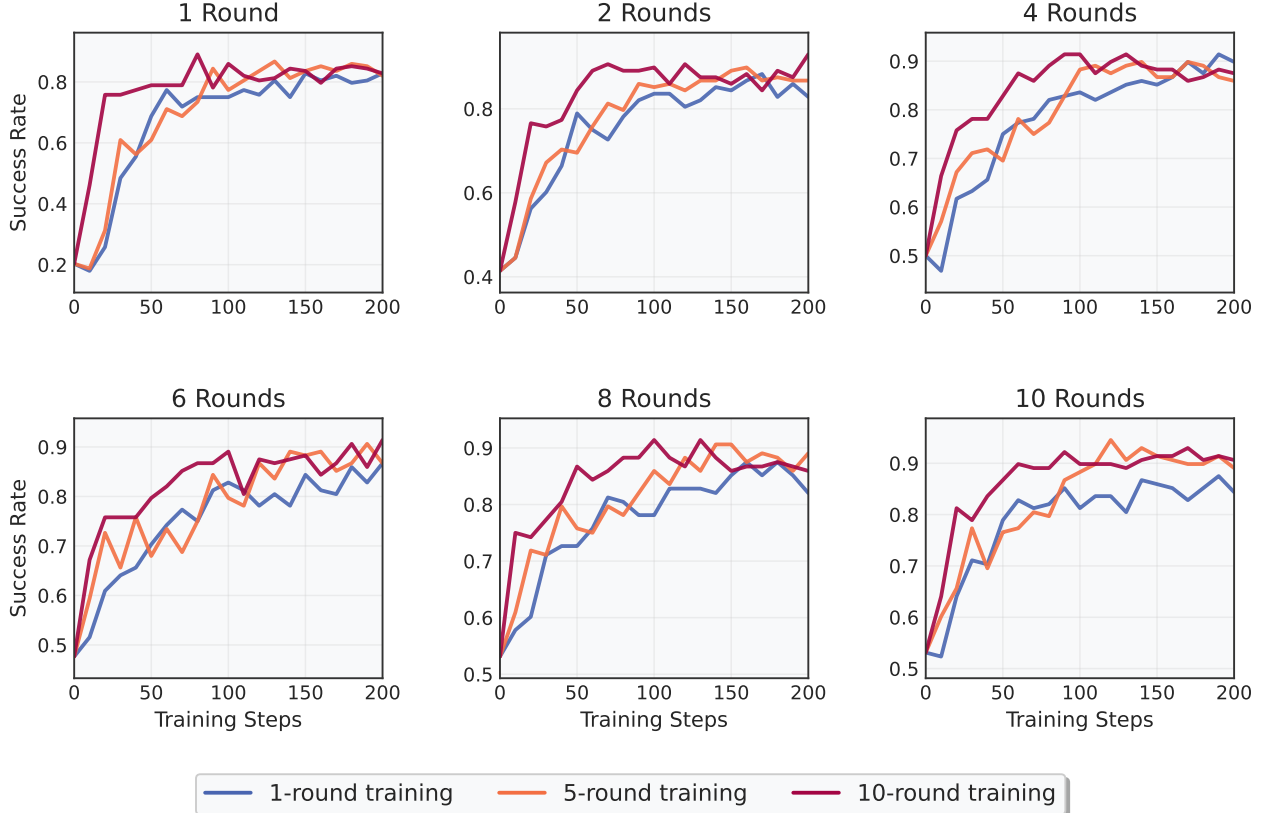 1 Round
2 Rounds
4 Rounds
Success Rate
0.8
0.6
0.4
0.2
0 50 100 150 200
0.8
0.6
0.4
0 50 100 150 200
0.9
0.8
0.7
0.6
0.5
0 50 100 150 200
6 Rounds
8 Rounds
10 Rounds
Success Rate
0.9
0.8
0.7
0.6
0.5
0 50 100 150 200
Training Steps
0.9
0.8
0.7
0.6
0.5
0 50 100 150 200
Training Steps
0.9
0.8
0.7
0.6
0.5
0 50 100 150 200
Training Steps
1-round training
5-round training
10-round training